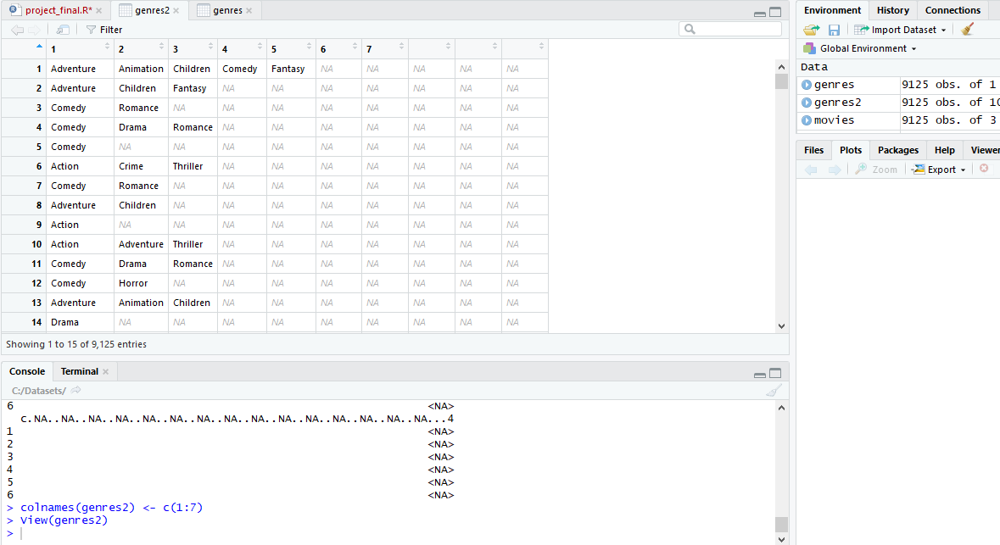 project_final.R* × genres2 × genres ×
Filter
1 2 3 4 5 6 7
1 Adventure Animation Children Comedy Fantasy NA NA NA NA NA
2 Adventure Children Fantasy NA NA NA NA NA NA NA
3 Comedy Romance NA NA NA NA NA NA NA NA
4 Comedy Drama Romance NA NA NA NA NA NA NA
5 Comedy NA NA NA NA NA NA NA NA NA
6 Action Crime Thriller NA NA NA NA NA NA NA
7 Comedy Romance NA NA NA NA NA NA NA NA
8 Adventure Children NA NA NA NA NA NA NA NA
9 Action NA NA NA NA NA NA NA NA NA
10 Action Adventure Thriller NA NA NA NA NA NA NA
11 Comedy Drama Romance NA NA NA NA NA NA NA
12 Comedy Horror NA NA NA NA NA NA NA NA
13 Adventure Animation Children NA NA NA NA NA NA NA
14 Drama NA NA NA NA NA NA NA NA NA
Showing 1 to 15 of 9,125 entries
Console Terminal ×
C:/Datasets/
6 <NA>
c.NA..NA..NA..NA..NA..NA..NA..NA..NA..NA..NA..NA..NA..NA..NA...4
1 <NA>
2 <NA>
3 <NA>
4 <NA>
5 <NA>
6 <NA>
> colnames(genres2) <- c(1:7)
> View(genres2)
>
Environment History Connections
Import Dataset
Global Environment
Data
genres 9125 obs. of 1
genres2 9125 obs. of 10
movies 9125 obs. of 3
Files Plots Packages Help Viewer
Zoom Export